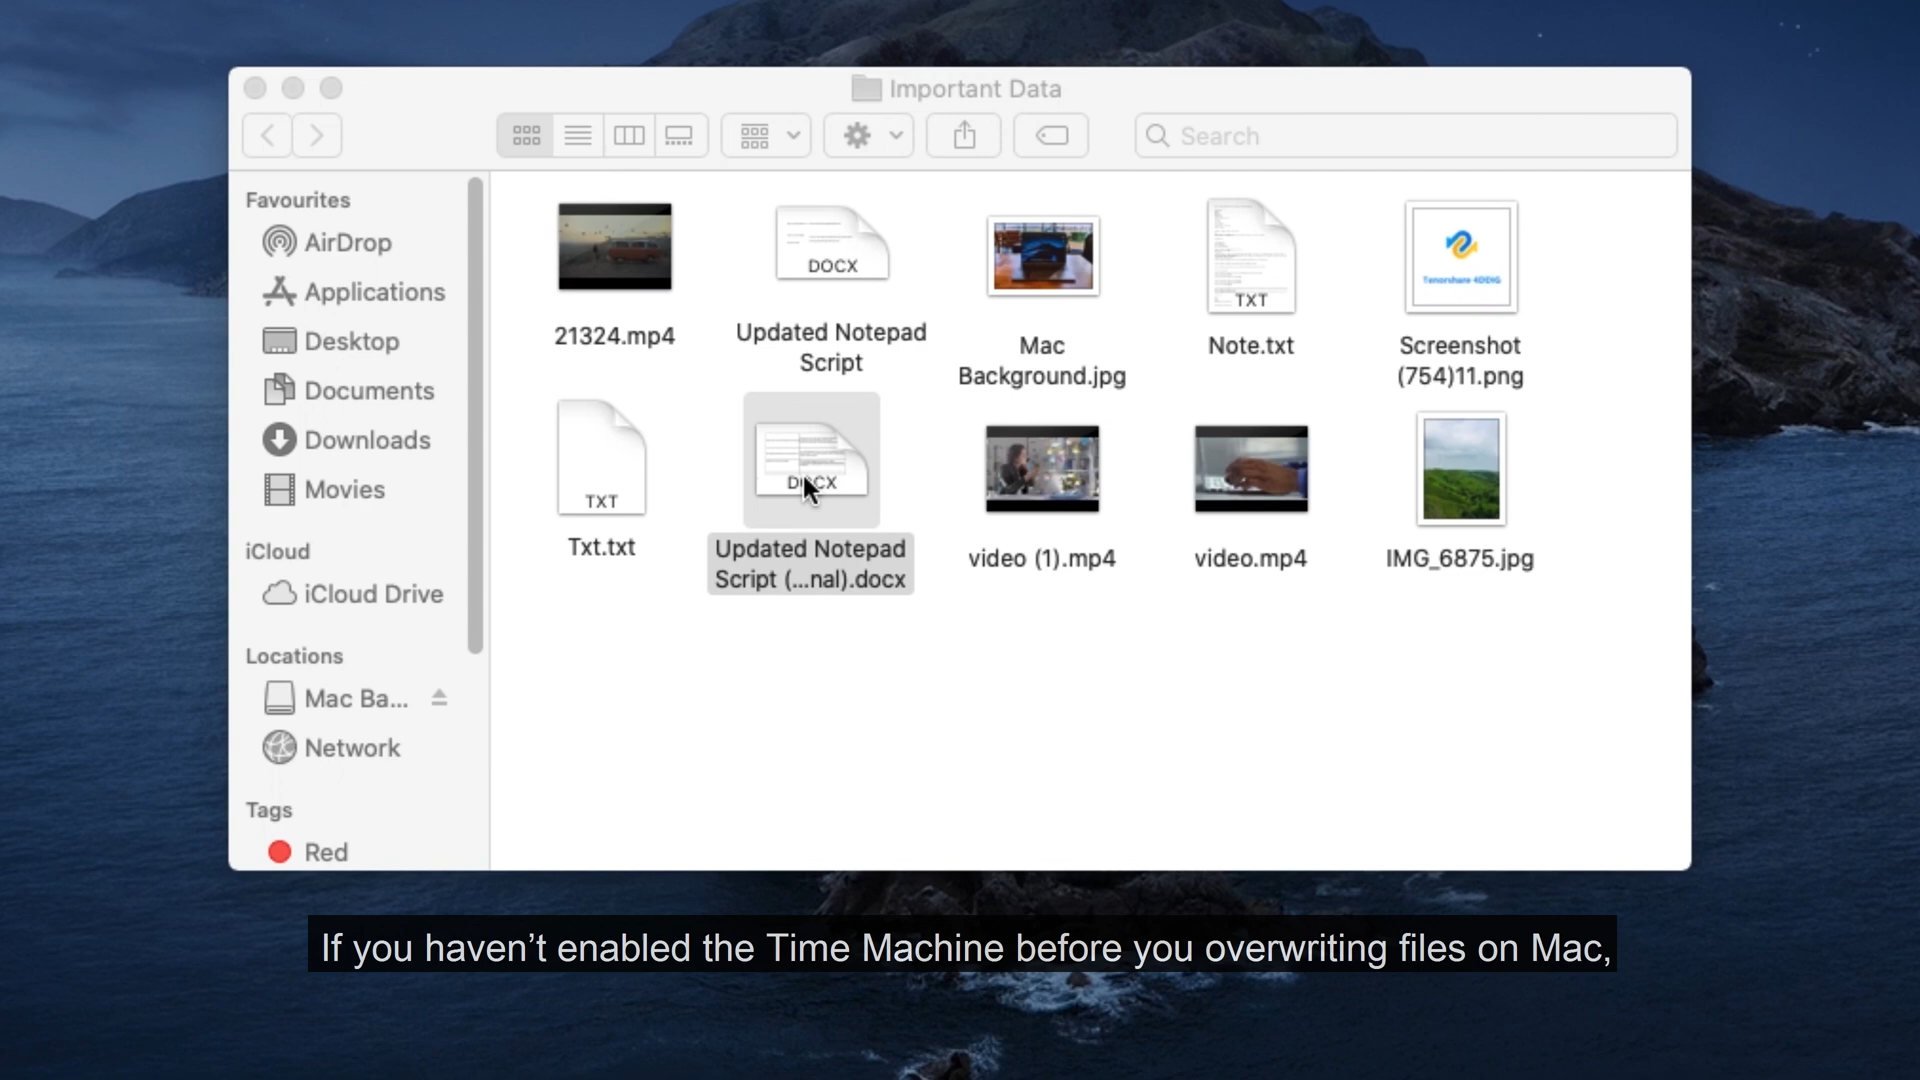 Important Data
Search
Favourites
AirDrop
Applications
Desktop
Documents
Downloads
Movies
iCloud
iCloud Drive
Locations
Mac Ba...
Network
Tags
Red
21324.mp4
DOCX
Updated Notepad
Script
Mac
Background.jpg
TXT
Note.txt
Tenorshare 4DDiG
Screenshot
(754)11.png
TXT
Txt.txt
DOCX
Updated Notepad
Script (...nal).docx
video (1).mp4
video.mp4
IMG_6875.jpg
If you haven’t enabled the Time Machine before you overwriting files on Mac,